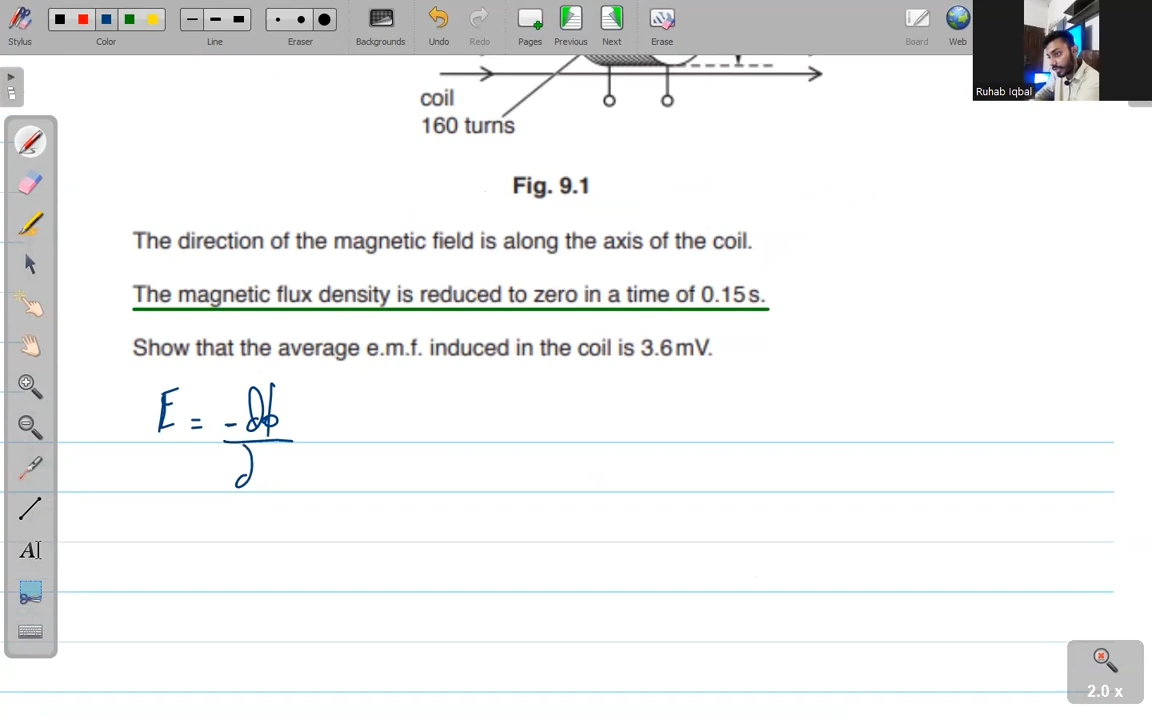 Stylus Color Line Eraser Backgrounds Undo Redo Pages Previous Next Erase Board Web
Ruhab Iqbal
coil
160 turns
Fig. 9.1
The direction of the magnetic field is along the axis of the coil.
The magnetic flux density is reduced to zero in a time of 0.15 s.
Show that the average e.m.f. induced in the coil is 3.6 mV.
E = -∂ϕ
∂
A
2.0 x